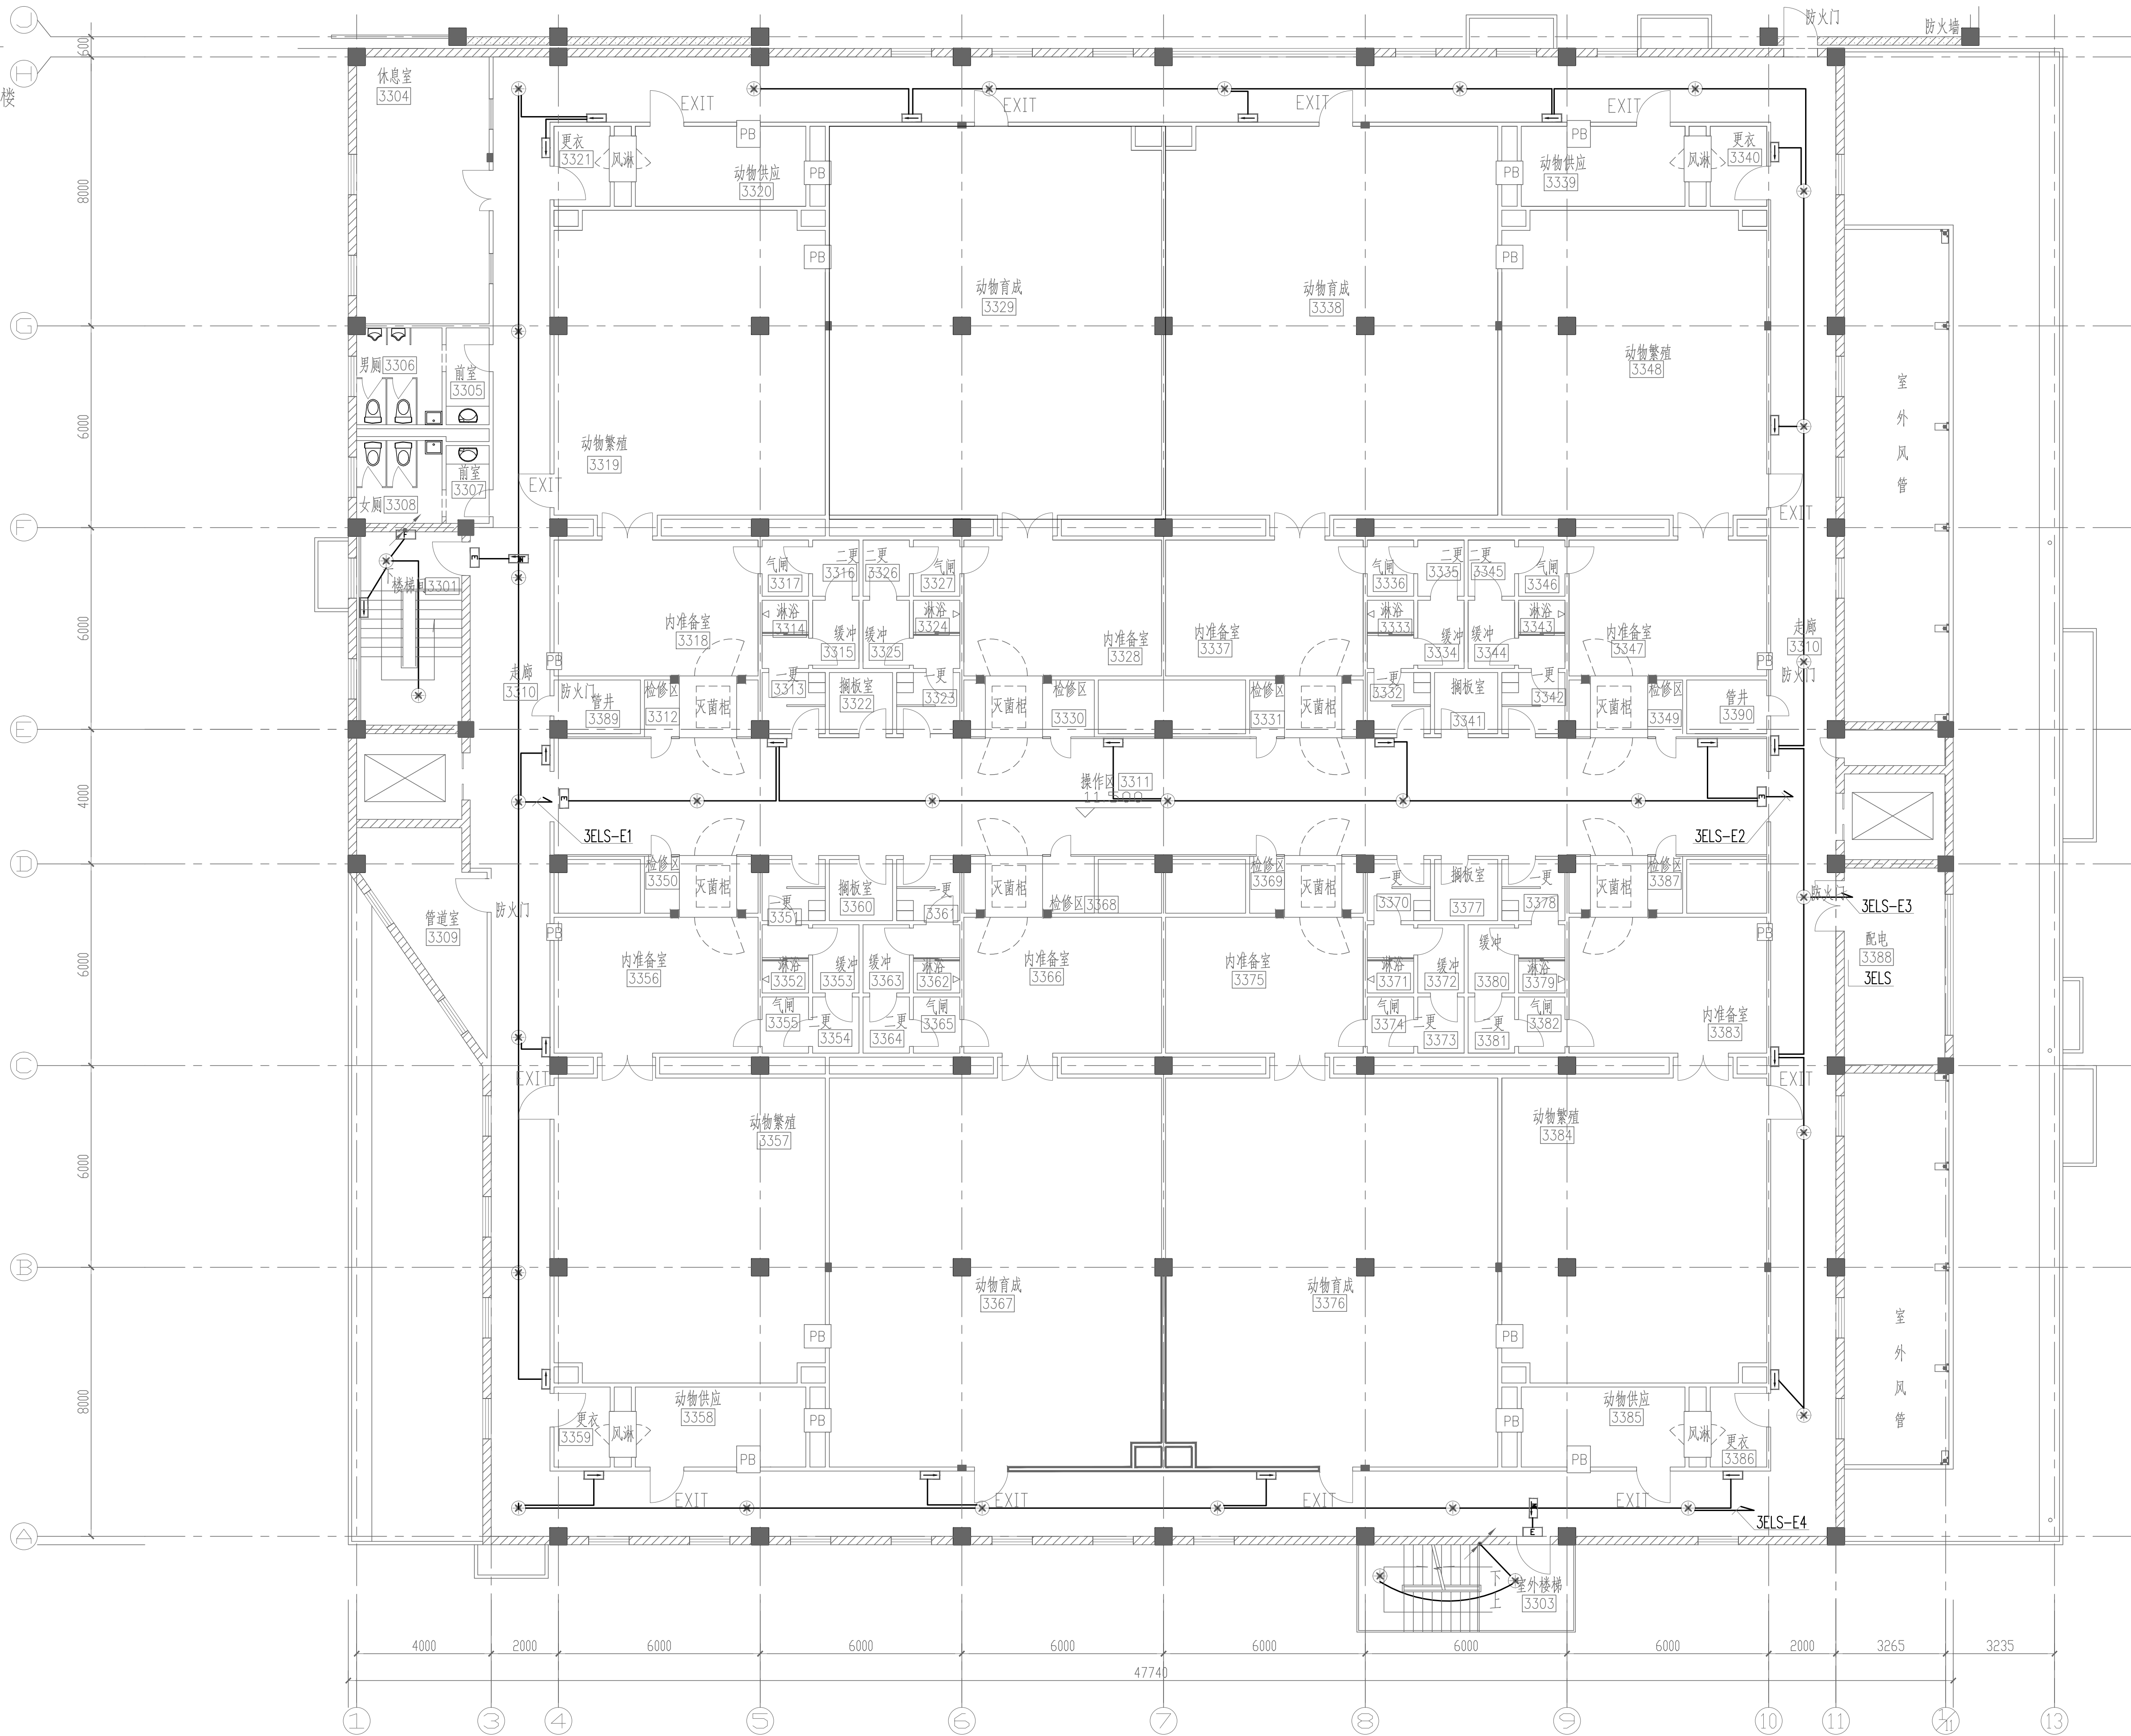 J
防火门
防火墙
600
H
楼
休息室
3304
EXIT
EXIT
EXIT
EXIT
PB
PB
更衣
3321
风淋
动物供应
3320
PB
PB
动物供应
3339
风淋
更衣
3340
8000
PB
PB
动物育成
3329
动物育成
3338
G
男厕 3306
前室
3305
动物繁殖
3348
室外风管
6000
动物繁殖
3319
前室
3307
女厕 3308
EXIT
EXIT
F
E
E
E
楼梯间 3301
气闸
3317
二更
3316
二更
3326
气闸
3327
气闸
3336
二更
3335
二更
3345
气闸
3346
淋浴
3314
淋浴
3324
淋浴
3333
淋浴
3343
6000
内准备室
3318
缓冲
3315
缓冲
3325
内准备室
3328
内准备室
3337
缓冲
3334
缓冲
3344
内准备室
3347
走廊
3310
PB
PB
走廊
3310
防火门
防火门
管井
3389
检修区
3312
灭菌柜
一更
3313
搁板室
3322
一更
3323
灭菌柜
检修区
3330
检修区
3331
灭菌柜
一更
3332
搁板室
3341
一更
3342
灭菌柜
检修区
3349
管井
3390
E
操作区 3311
4000
E
E
3ELS-E1
3ELS-E2
D
检修区
3350
灭菌柜
一更
3351
搁板室
3360
一更
3361
灭菌柜
检修区 3368
检修区
3369
灭菌柜
一更
3370
搁板室
3377
一更
3378
灭菌柜
检修区
3387
防火门
3ELS-E3
防火门
管道室
3309
PB
PB
配电
3388
3ELS
6000
内准备室
3356
淋浴
3352
缓冲
3353
缓冲
3363
淋浴
3362
内准备室
3366
内准备室
3375
淋浴
3371
缓冲
3372
缓冲
3380
淋浴
3379
气闸
3355
二更
3354
二更
3364
气闸
3365
气闸
3374
二更
3373
二更
3381
气闸
3382
内准备室
3383
C
EXIT
EXIT
动物繁殖
3357
动物繁殖
3384
6000
B
动物育成
3367
动物育成
3376
室外风管
PB
PB
8000
更衣
3359
风淋
动物供应
3358
PB
PB
PB
PB
动物供应
3385
风淋
更衣
3386
EXIT
EXIT
EXIT
EXIT
3ELS-E4
A
E
下
上
室外楼梯
3303
4000
2000
6000
6000
6000
6000
6000
6000
2000
3265
3235
47740
1
3
4
5
6
7
8
9
10
11
1/11
13